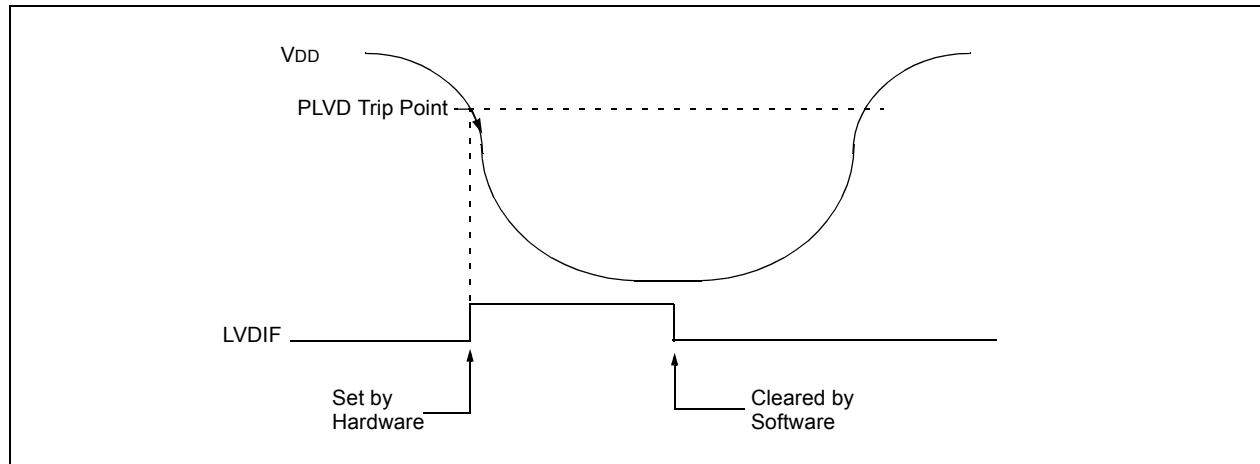 VDD
PLVD Trip Point
LVDIF
Set by
Hardware
Cleared by
Software